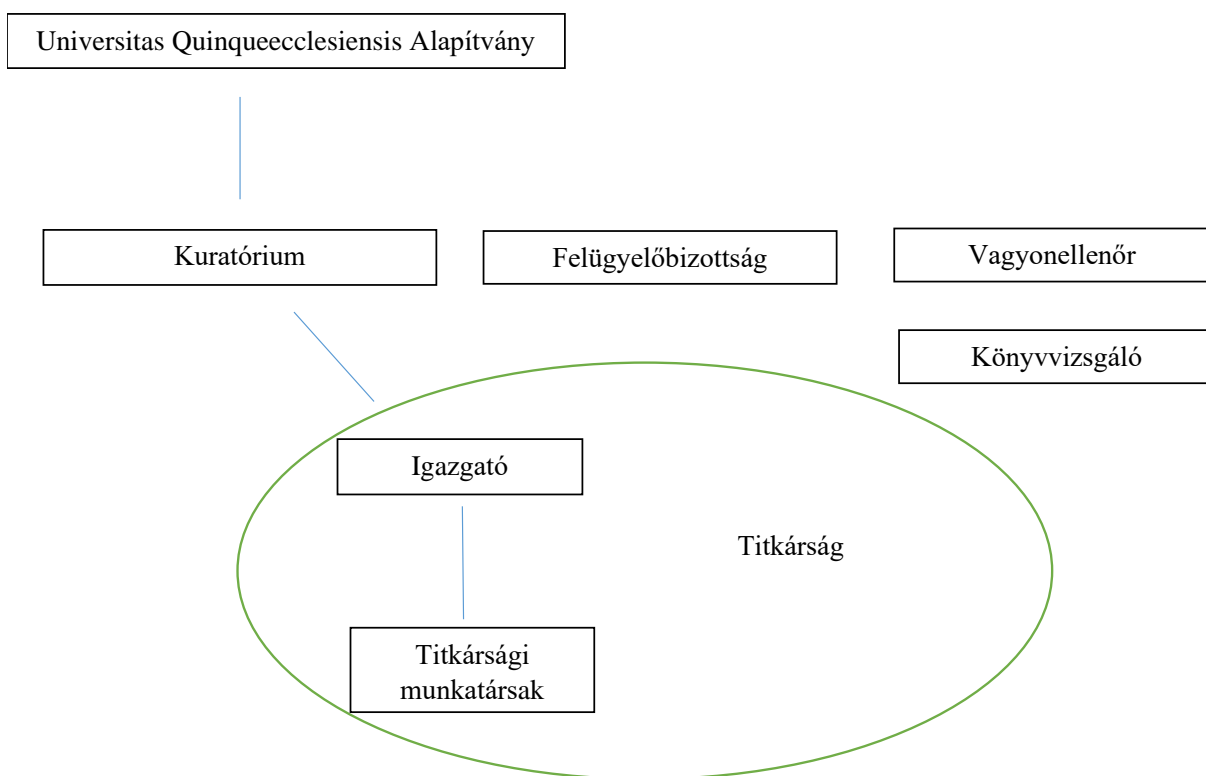 Universitas Quinqueecclesiensis Alapítvány
Kuratórium
Felügyelőbizottság
Vagyonellenőr
Könyvvizsgáló
Igazgató
Titkárság
Titkársági
munkatársak